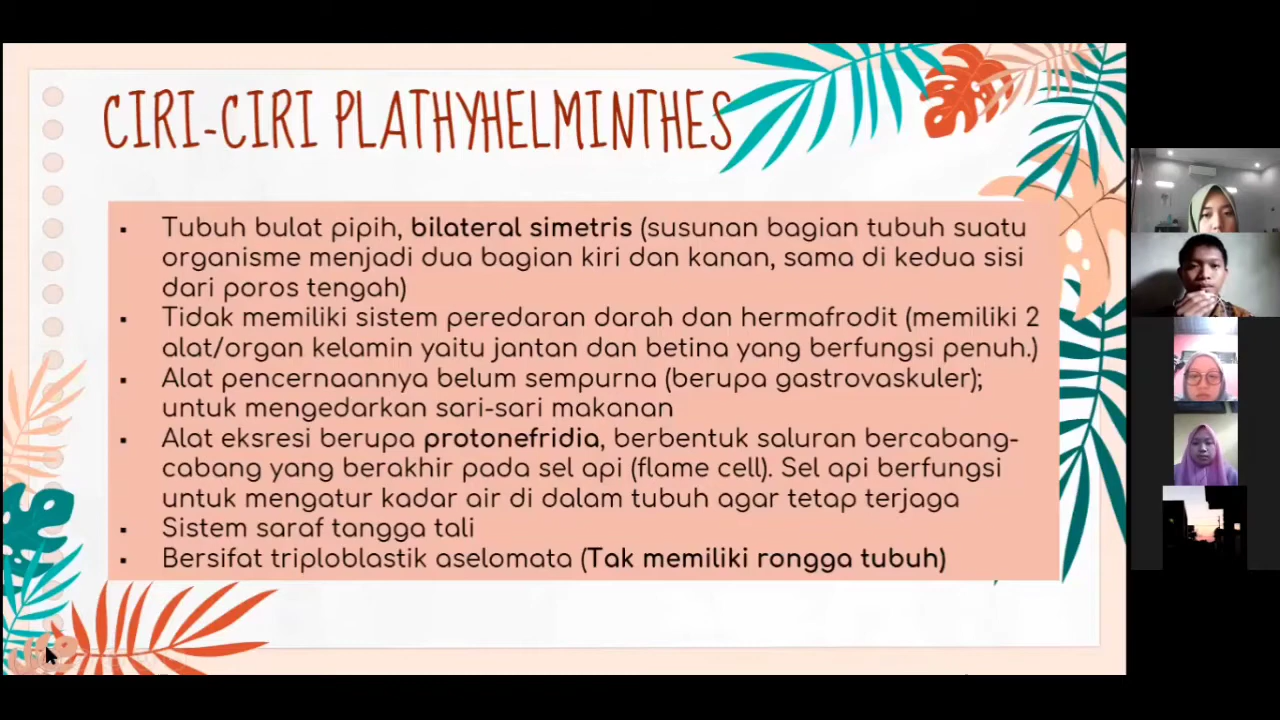 CIRI-CIRI PLATHYHELMINTHES
▪ Tubuh bulat pipih, bilateral simetris (susunan bagian tubuh suatu
organisme menjadi dua bagian kiri dan kanan, sama di kedua sisi
dari poros tengah)
▪ Tidak memiliki sistem peredaran darah dan hermafrodit (memiliki 2
alat/organ kelamin yaitu jantan dan betina yang berfungsi penuh.)
▪ Alat pencernaannya belum sempurna (berupa gastrovaskuler);
untuk mengedarkan sari-sari makanan
▪ Alat eksresi berupa protonefridia, berbentuk saluran bercabang-
cabang yang berakhir pada sel api (flame cell). Sel api berfungsi
untuk mengatur kadar air di dalam tubuh agar tetap terjaga
▪ Sistem saraf tangga tali
▪ Bersifat triploblastik aselomata (Tak memiliki rongga tubuh)